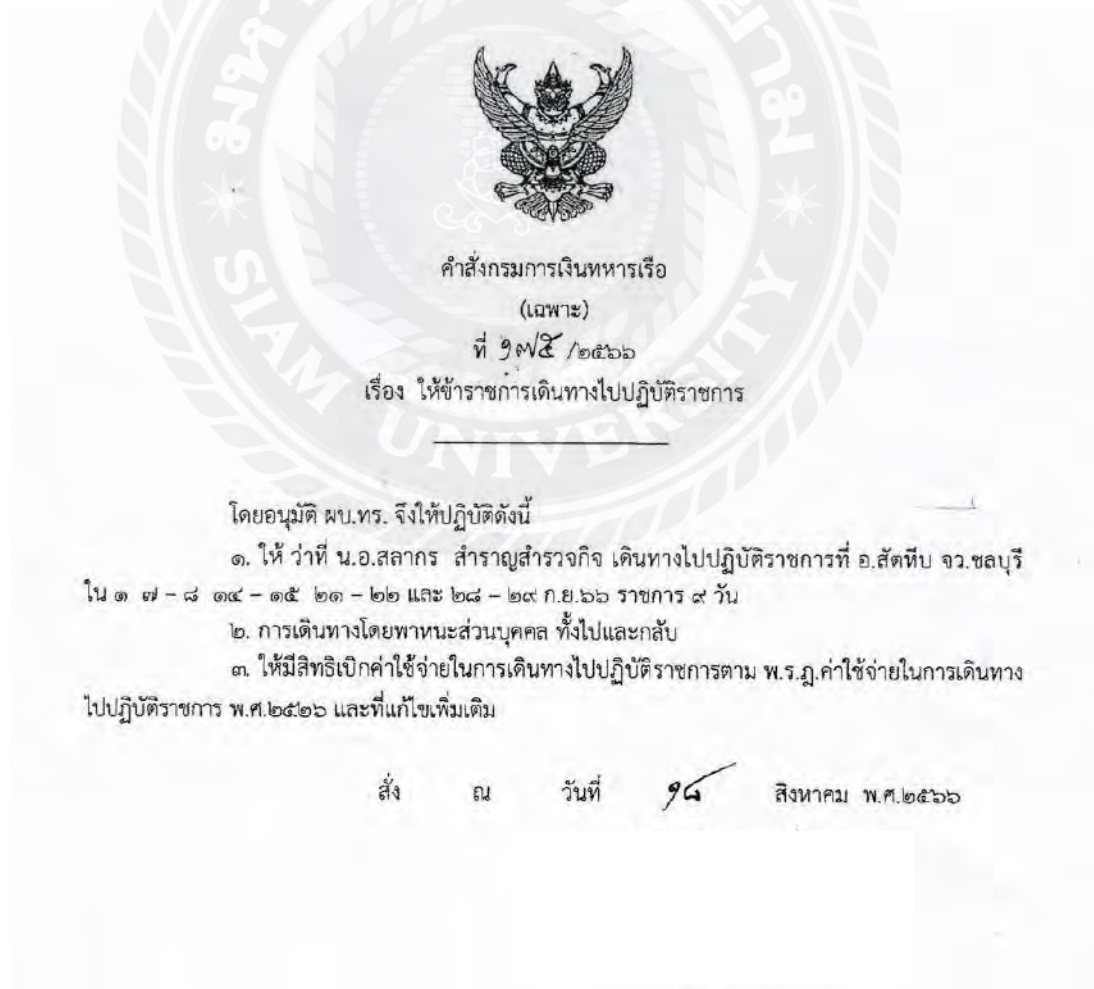 คำสั่งกรมการเงินทหารเรือ
(เฉพาะ)
ที่ ๑๗๕ /๒๕๖๖
เรื่อง ให้ข้าราชการเดินทางไปปฏิบัติราชการ
โดยอนุมัติ ผบ.ทร. จึงให้ปฏิบัติดังนี้
๑. ให้ ว่าที่ น.อ.สลากร สำราญสำรวจกิจ เดินทางไปปฏิบัติราชการที่ อ.สัตหีบ จว.ชลบุรี
ใน ๑ ๗ – ๘ ๑๔ – ๑๕ ๒๑ – ๒๒ และ ๒๘ – ๒๙ ก.ย.๖๖ ราชการ ๙ วัน
๒. การเดินทางโดยพาหนะส่วนบุคคล ทั้งไปและกลับ
๓. ให้มีสิทธิเบิกค่าใช้จ่ายในการเดินทางไปปฏิบัติราชการตาม พ.ร.ฎ.ค่าใช้จ่ายในการเดินทาง
ไปปฏิบัติราชการ พ.ศ.๒๕๒๖ และที่แก้ไขเพิ่มเติม
สั่ง ณ วันที่ ๑๘ สิงหาคม พ.ศ.๒๕๖๖
SIAM UNIVERSITY